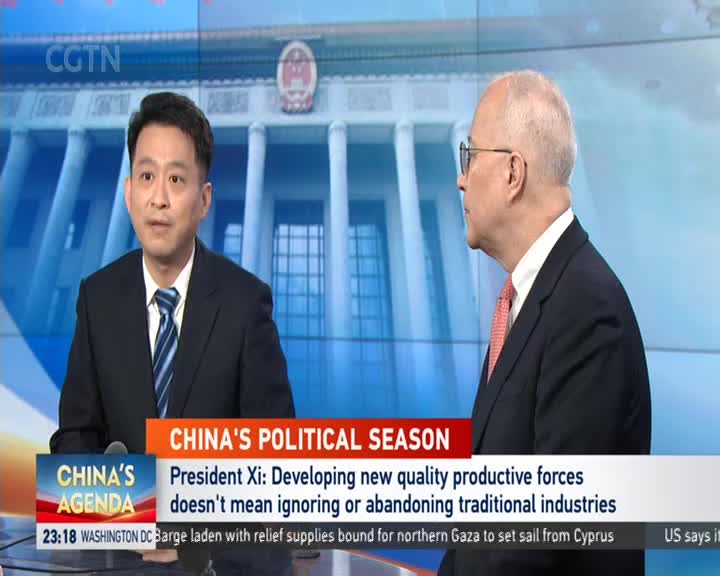 CGTN
CHINA'S POLITICAL SEASON
CHINA'S
AGENDA
President Xi: Developing new quality productive forces
doesn't mean ignoring or abandoning traditional industries
23:18 WASHINGTON DC
Barge laden with relief supplies bound for northern Gaza to set sail from Cyprus
US says it